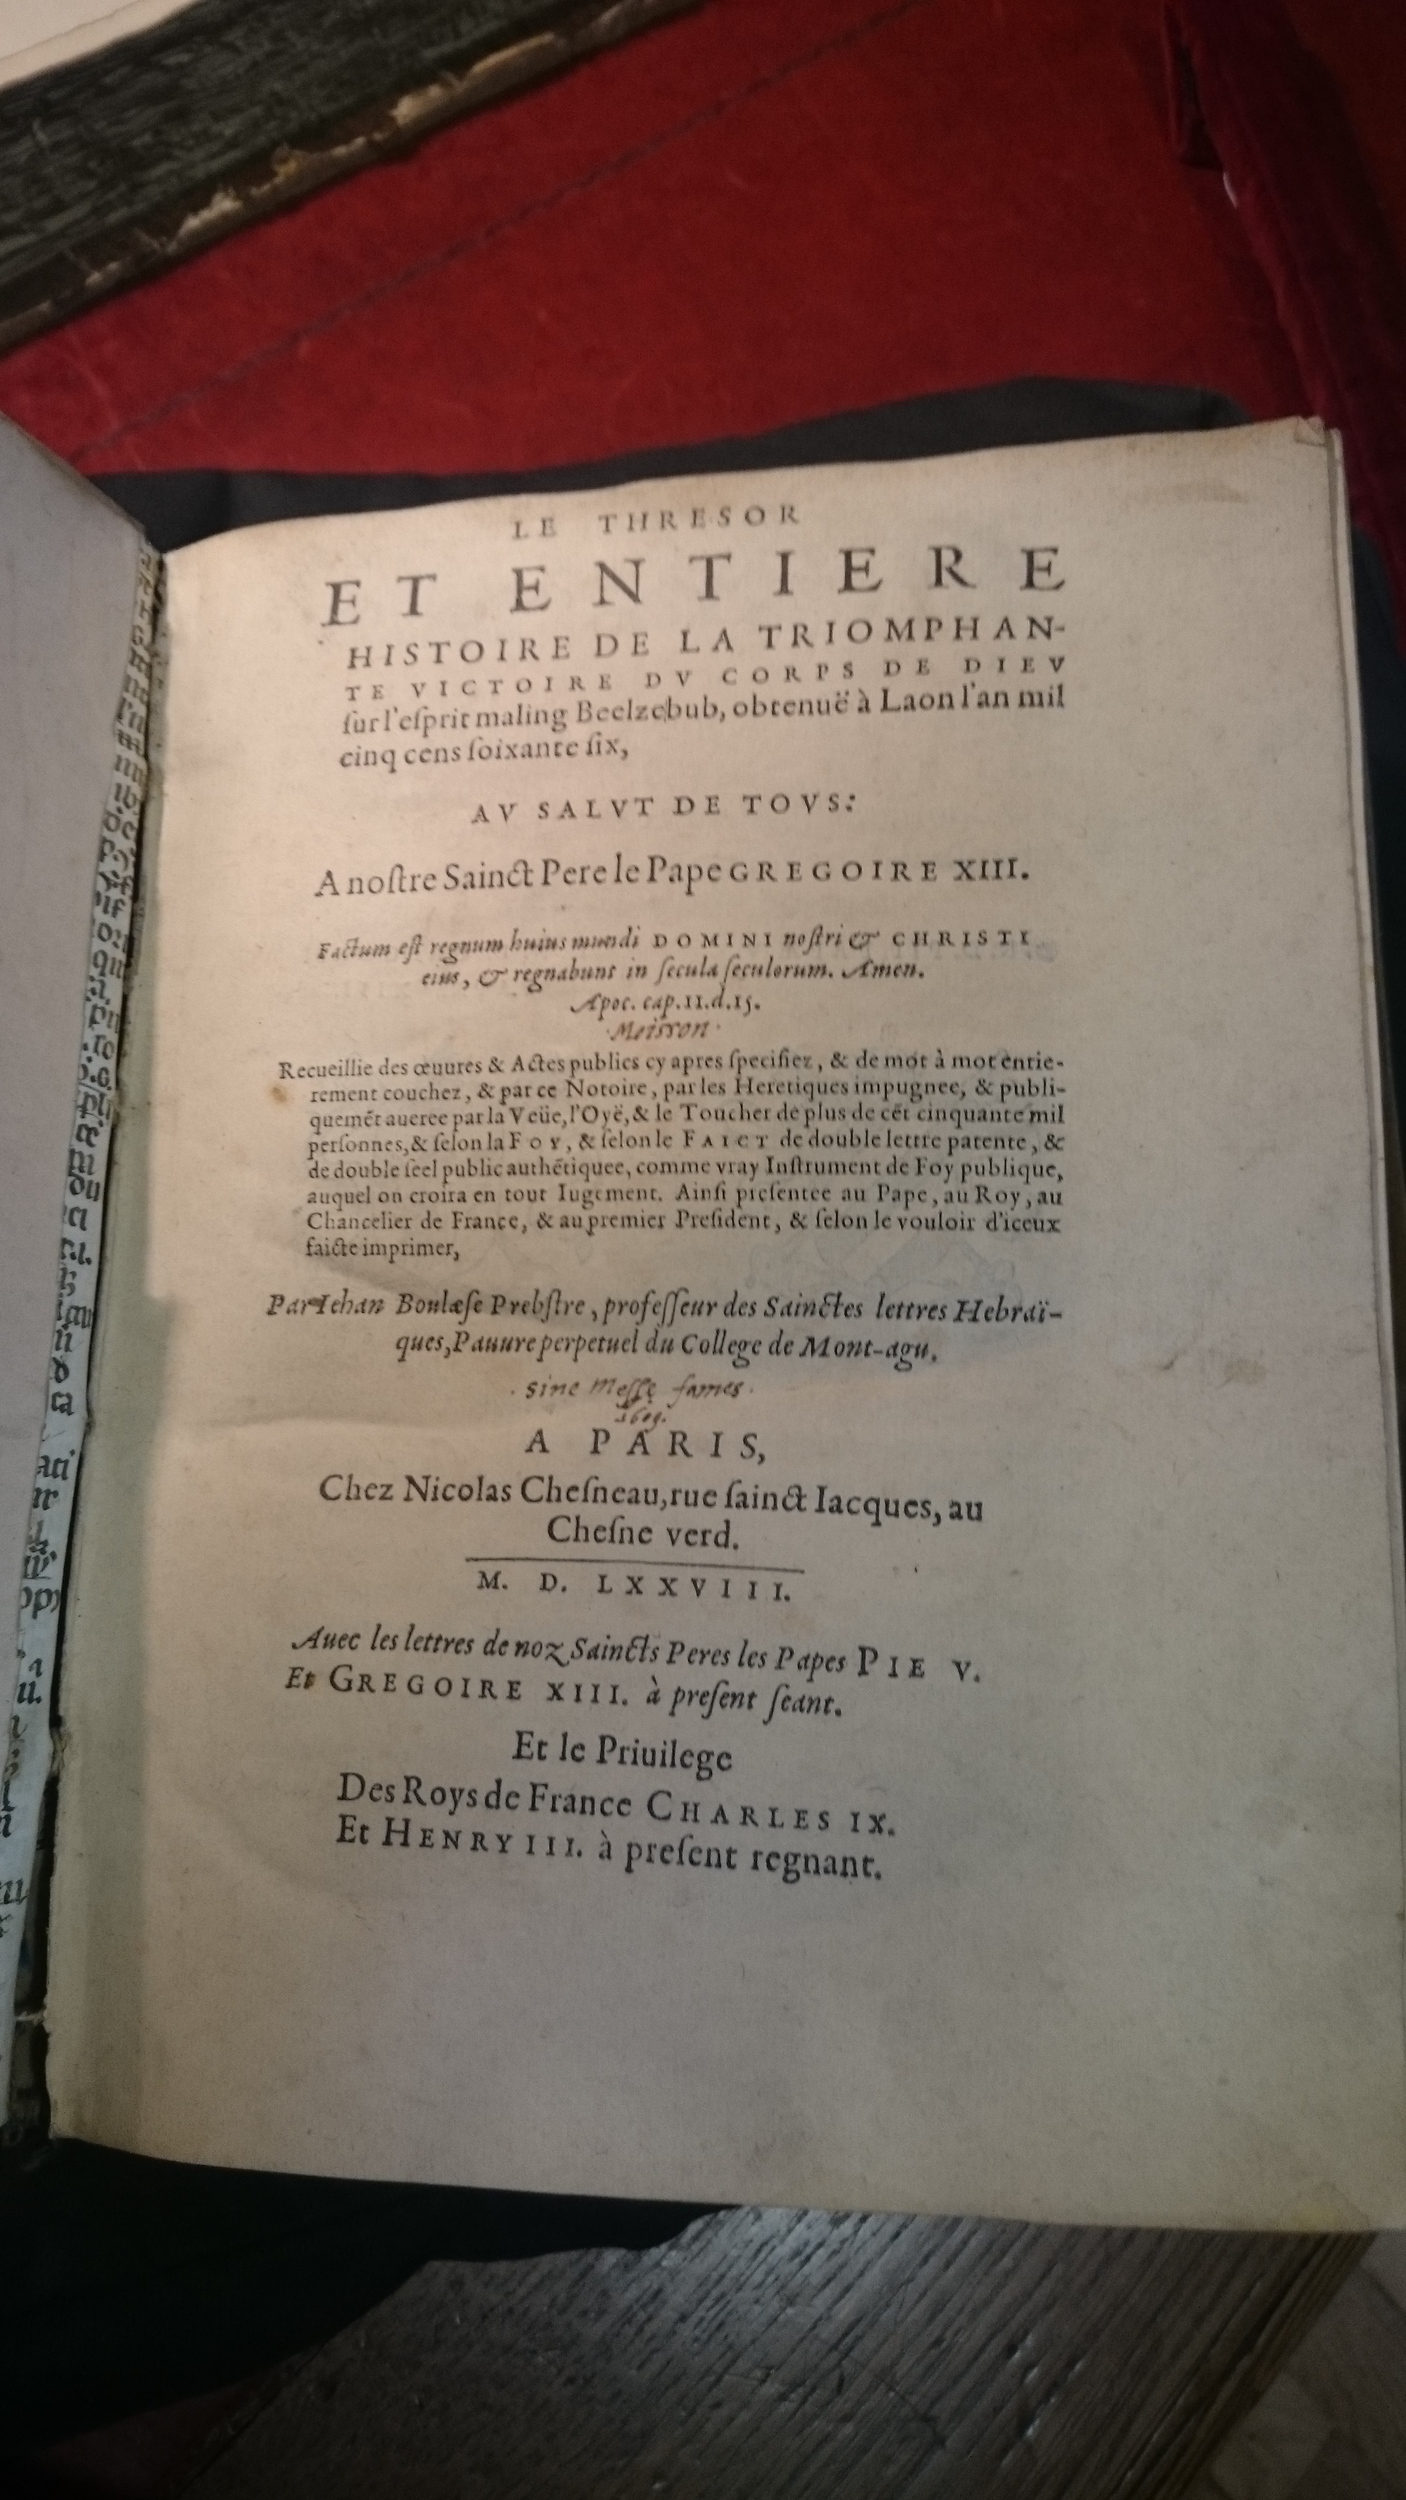 LE THRESOR
ET ENTIERE
HISTOIRE DE LA TRIOMPHAN-
TE VICTOIRE DV CORPS DE DIEV
ſur l'eſprit maling Beelzebub, obtenuë à Laon l'an mil
cinq cens ſoixante ſix,
AV SALVT DE TOVS:
A noſtre Sainct Pere le Pape GREGOIRE XIII.
Factum eſt regnum huius mundi DOMINI noſtri & CHRISTI
eius, & regnabunt in ſecula ſeculorum. Amen.
Apoc. cap. 11. d. 15.
Moisson
Recueillie des œuures & Actes publics cy apres ſpecifiez, & de mot à mot entie-
rement couchez, & par ce Notoire, par les Heretiques impugnee, & publi-
quemẽt aueree par la Veüe, l'Oyë, & le Toucher de plus de cẽt cinquante mil
perſonnes, & ſelon la FOY, & ſelon le FAICT de double lettre patente, &
de double ſeel public authẽtiquee, comme vray Inſtrument de Foy publique,
auquel on croira en tout Iugement. Ainſi preſentee au Pape, au Roy, au
Chancelier de France, & au premier Preſident, & ſelon le vouloir d'iceux
faicte imprimer,
Par Iehan Boulæſe Prebſtre, profeſſeur des Sainctes lettres Hebraï-
ques, Pauure perpetuel du College de Mont-agu.
. sine Meſſe fames.
1609.
A PARIS,
Chez Nicolas Cheſneau, rue ſainct Iacques, au
Cheſne verd.
M. D. LXXVIII.
Auec les lettres de noz Saincts Peres les Papes PIE V.
Et GREGOIRE XIII. à preſent ſeant.
Et le Priuilege
Des Roys de France CHARLES IX.
Et HENRY III. à preſent regnant.